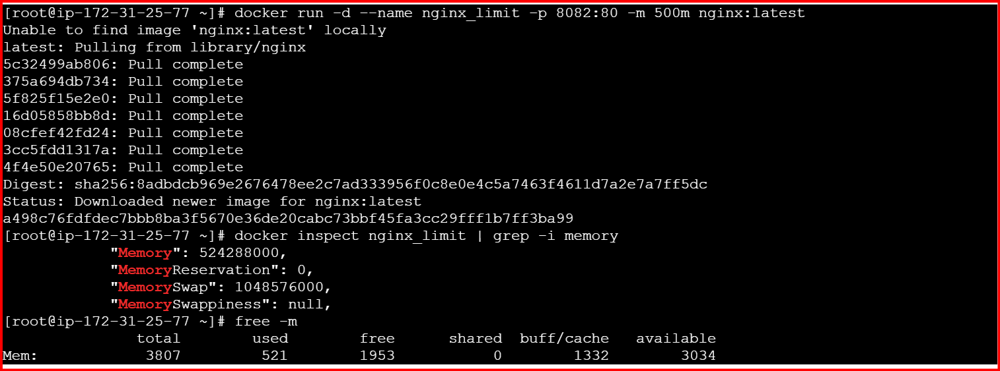 [root@ip-172-31-25-77 ~]# docker run -d --name nginx_limit -p 8082:80 -m 500m nginx:latest
Unable to find image 'nginx:latest' locally
latest: Pulling from library/nginx
5c32499ab806: Pull complete
375a694db734: Pull complete
5f825f15e2e0: Pull complete
16d05858bb8d: Pull complete
08cfef42fd24: Pull complete
3cc5fdd1317a: Pull complete
4f4e50e20765: Pull complete
Digest: sha256:8adbdcb969e2676478ee2c7ad333956f0c8e0e4c5a7463f4611d7a2e7a7ff5dc
Status: Downloaded newer image for nginx:latest
a498c76fdfdec7bbb8ba3f5670e36de20cabc73bbf45fa3cc29fff1b7ff3ba99
[root@ip-172-31-25-77 ~]# docker inspect nginx_limit | grep -i memory
"Memory": 524288000,
"MemoryReservation": 0,
"MemorySwap": 1048576000,
"MemorySwappiness": null,
[root@ip-172-31-25-77 ~]# free -m
total used free shared buff/cache available
Mem: 3807 521 1953 0 1332 3034